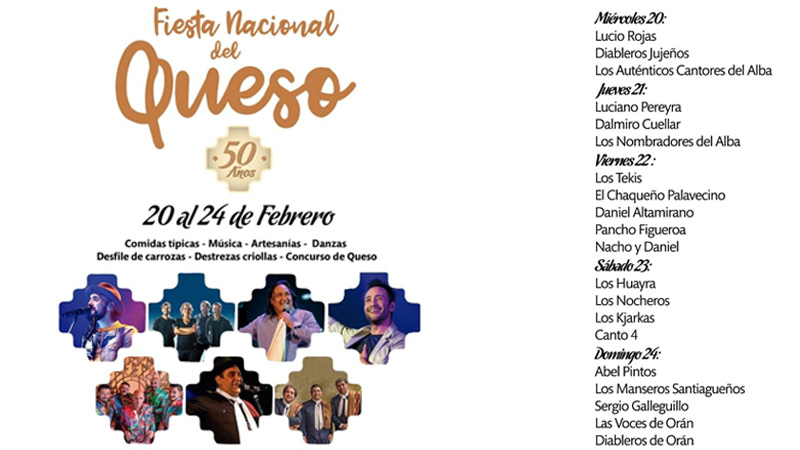 Fiesta Nacional
del
Queso
50
Años
20 al 24 de Febrero
Comidas típicas - Música - Artesanías - Danzas
Desfile de carrozas - Destrezas criollas - Concurso de Queso
Miércoles 20:
Lucio Rojas
Diableros Jujeños
Los Auténticos Cantores del Alba
Jueves 21:
Luciano Pereyra
Dalmiro Cuellar
Los Nombradores del Alba
Viernes 22 :
Los Tekis
El Chaqueño Palavecino
Daniel Altamirano
Pancho Figueroa
Nacho y Daniel
Sábado 23:
Los Huayra
Los Nocheros
Los Kjarkas
Canto 4
Domingo 24:
Abel Pintos
Los Manseros Santiagueños
Sergio Galleguillo
Las Voces de Orán
Diableros de Orán